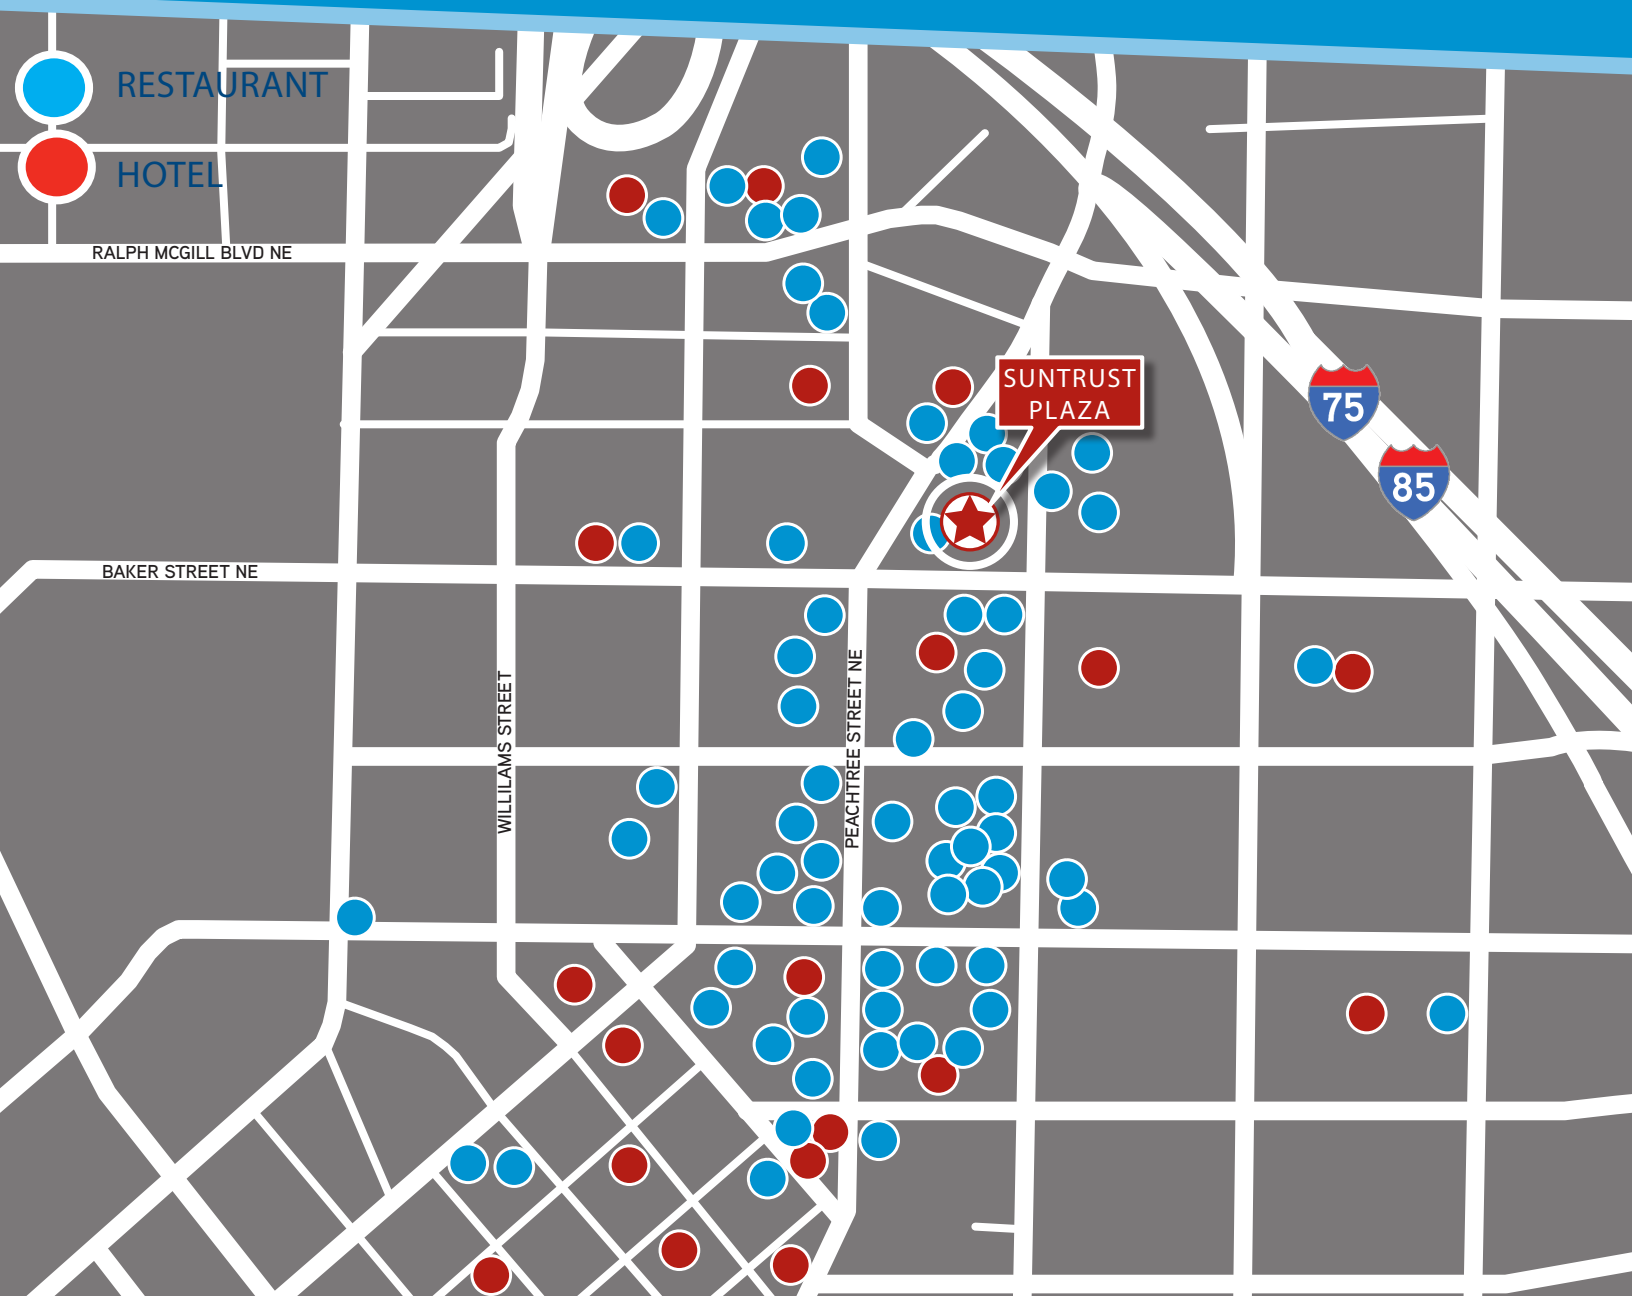 RESTAURANT
HOTEL
RALPH MCGILL BLVD NE
SUNTRUST
PLAZA
75
85
BAKER STREET NE
WILLILAMS STREET
PEACHTREE STREET NE